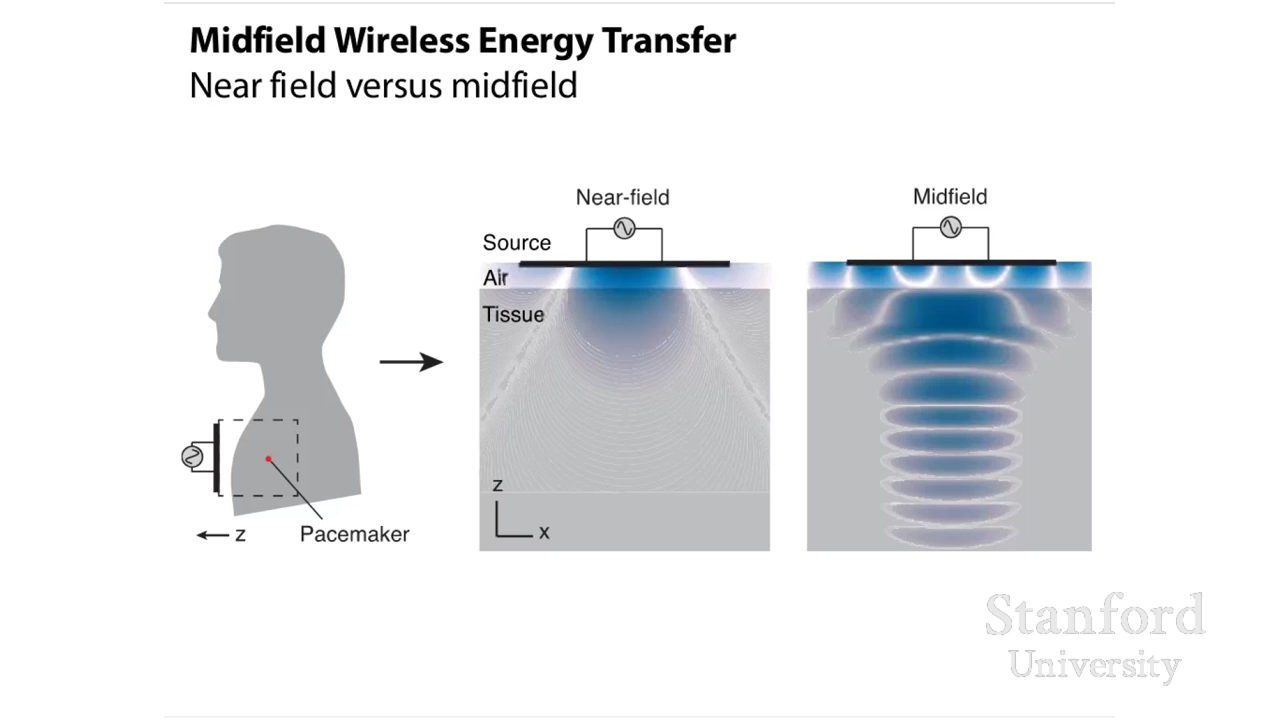 Midfield Wireless Energy Transfer
Near field versus midfield
Near-field
Midfield
Source
Air
Tissue
z
x
z
Pacemaker
Stanford
University